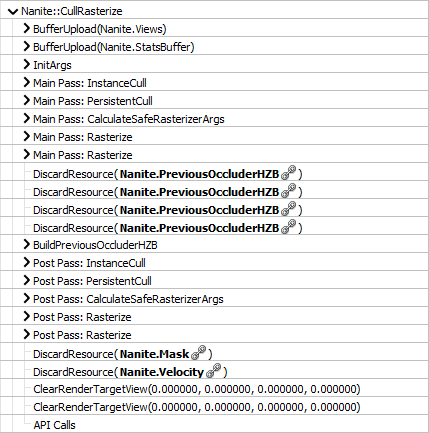 Nanite::CullRasterize
BufferUpload(Nanite.Views)
BufferUpload(Nanite.StatsBuffer)
InitArgs
Main Pass: InstanceCull
Main Pass: PersistentCull
Main Pass: CalculateSafeRasterizerArgs
Main Pass: Rasterize
Main Pass: Rasterize
DiscardResource( Nanite.PreviousOccluderHZB )
DiscardResource( Nanite.PreviousOccluderHZB )
DiscardResource( Nanite.PreviousOccluderHZB )
DiscardResource( Nanite.PreviousOccluderHZB )
BuildPreviousOccluderHZB
Post Pass: InstanceCull
Post Pass: PersistentCull
Post Pass: CalculateSafeRasterizerArgs
Post Pass: Rasterize
Post Pass: Rasterize
DiscardResource( Nanite.Mask )
DiscardResource( Nanite.Velocity )
ClearRenderTargetView(0.000000, 0.000000, 0.000000, 0.000000)
ClearRenderTargetView(0.000000, 0.000000, 0.000000, 0.000000)
API Calls